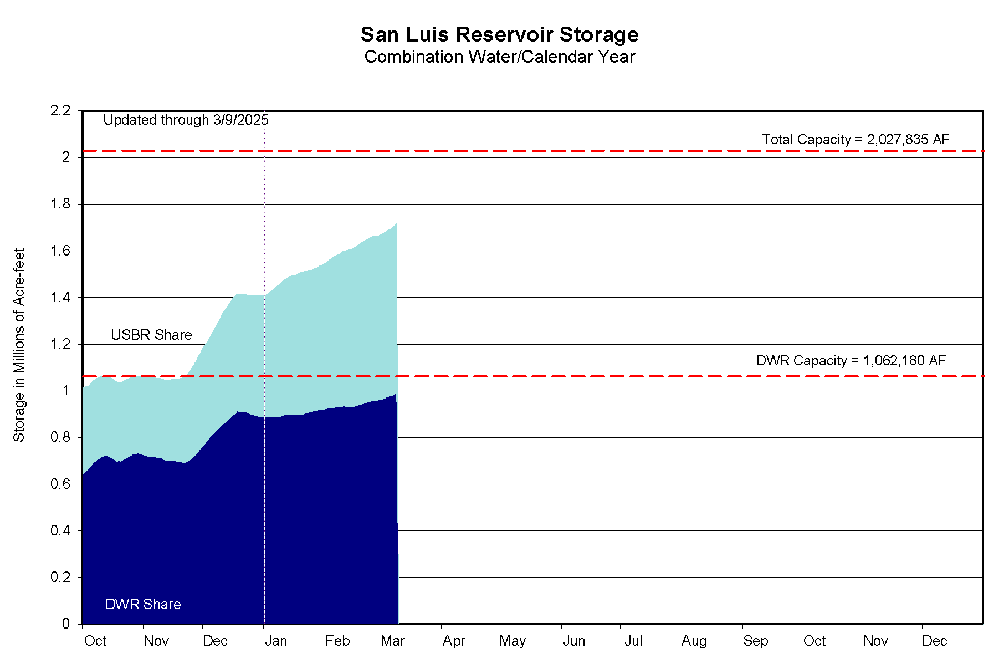 San Luis Reservoir Storage
Combination Water/Calendar Year
2.2
Updated through 3/9/2025
Total Capacity = 2,027,835 AF
2
1.8
1.6
1.4
USBR Share
1.2
DWR Capacity = 1,062,180 AF
1
0.8
0.6
0.4
0.2
DWR Share
0
Storage in Millions of Acre-feet
Oct Nov Dec Jan Feb Mar Apr May Jun Jul Aug Sep Oct Nov Dec